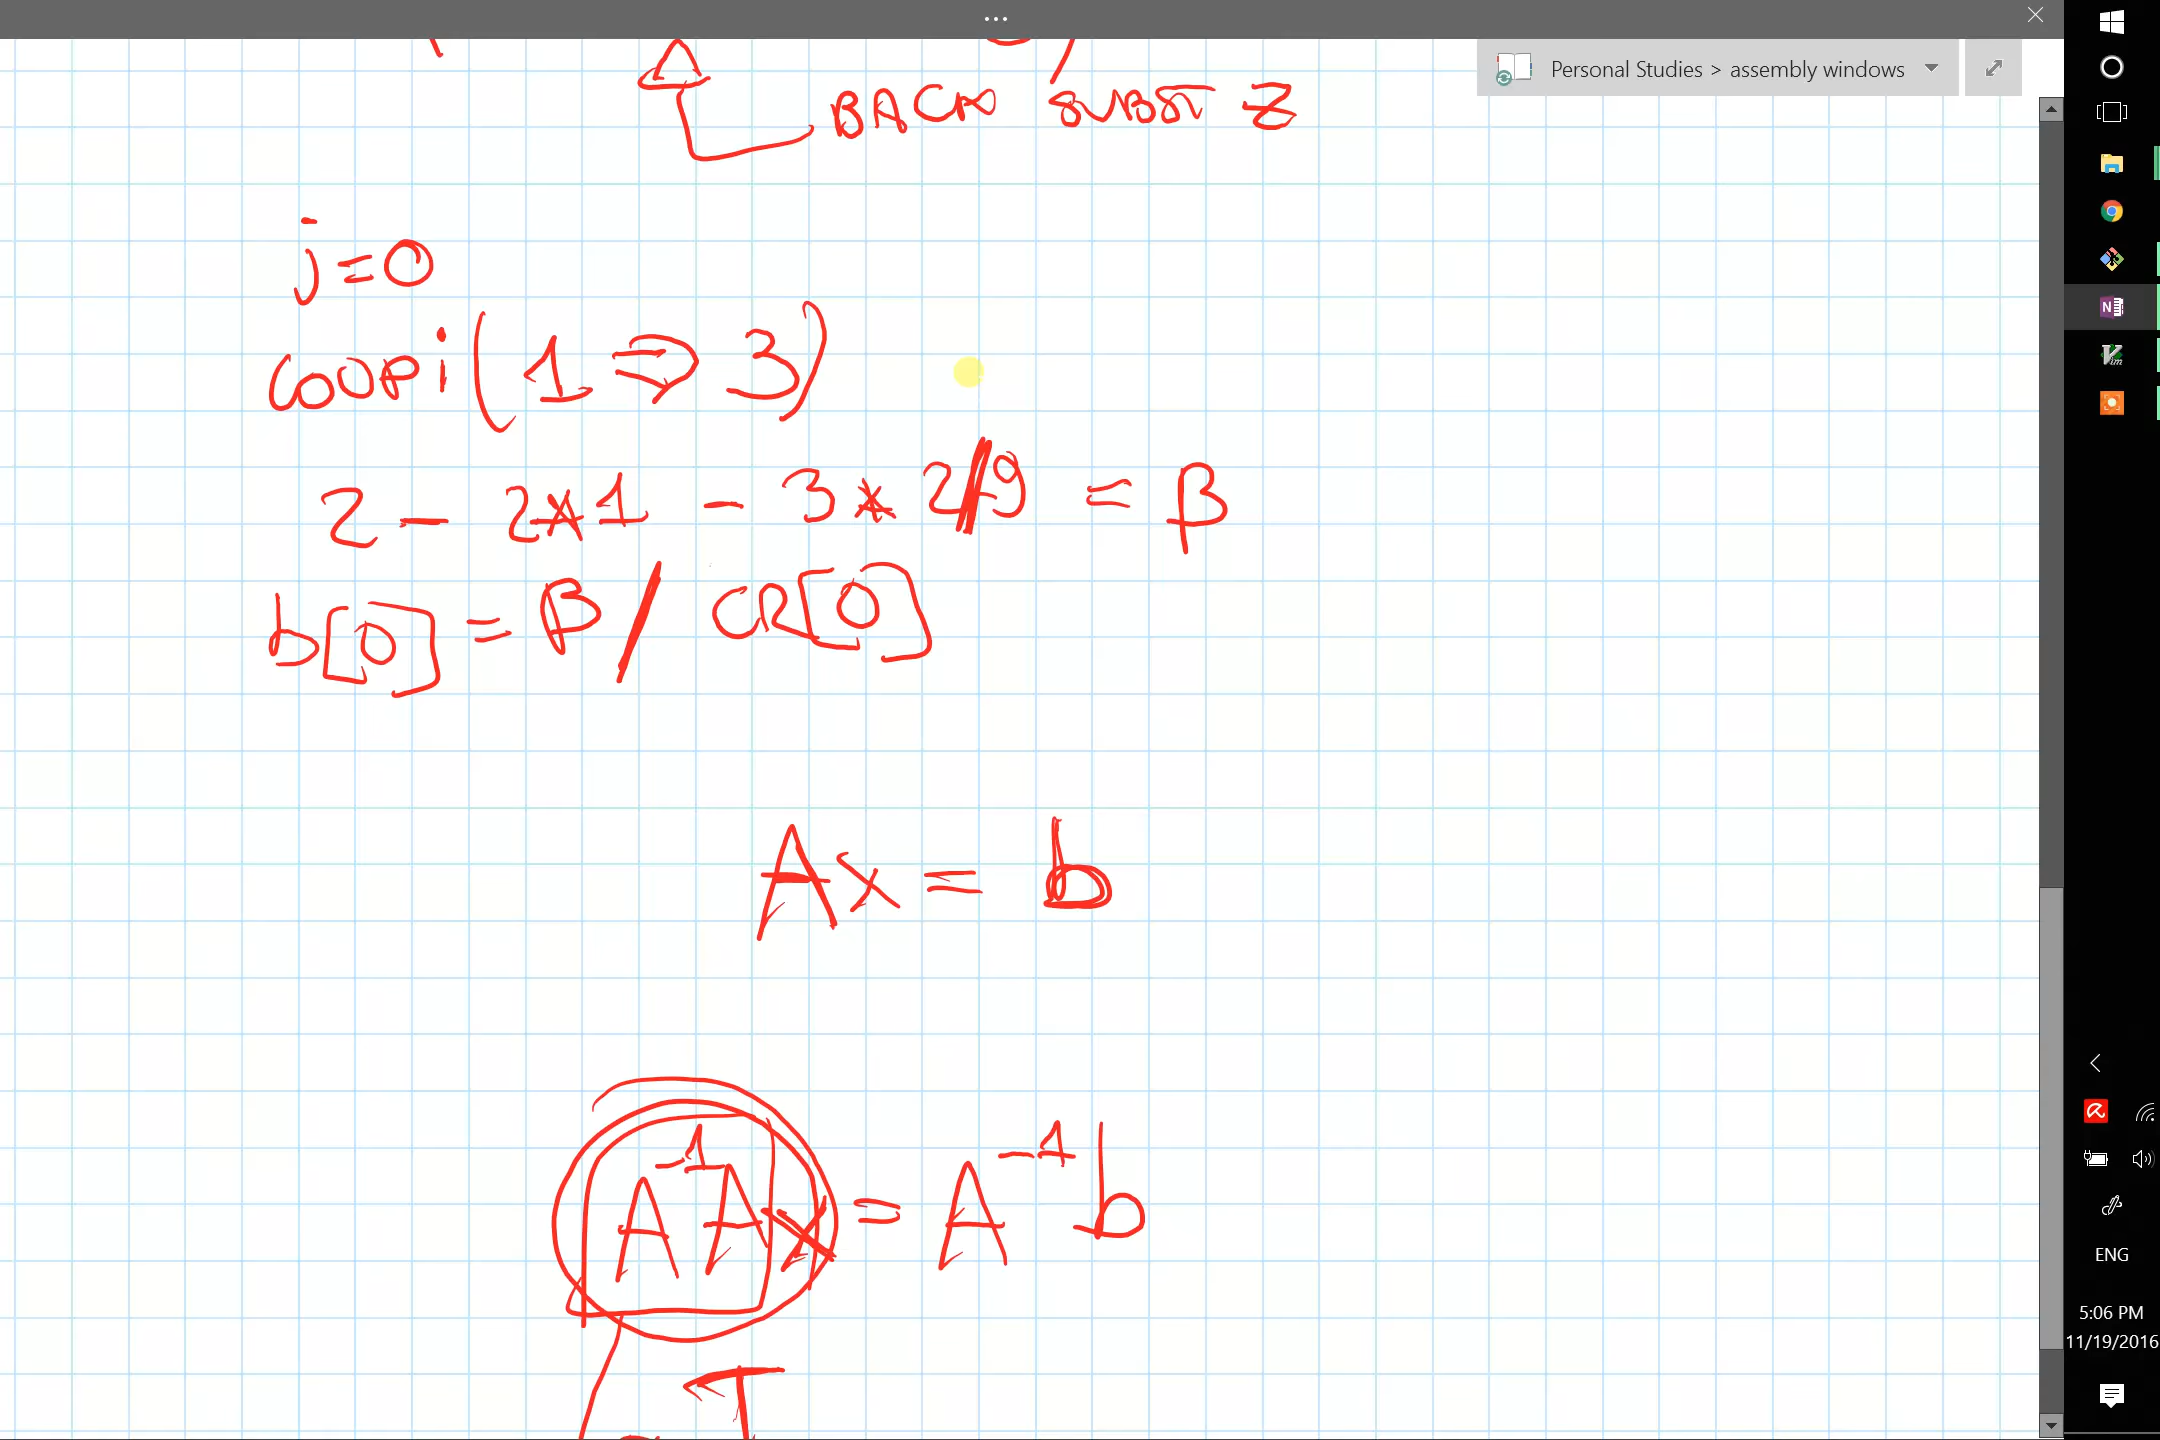 Personal Studies > assembly windows
BACK SUBST Z
j=0
LOOP i (1 ⇒ 3)
2 - 2*1 - 3*2/9 = β
b[0] = β / CR[0]
Ax = b
A⁻¹Ax = A⁻¹b
ENG
5:06 PM
11/19/2016